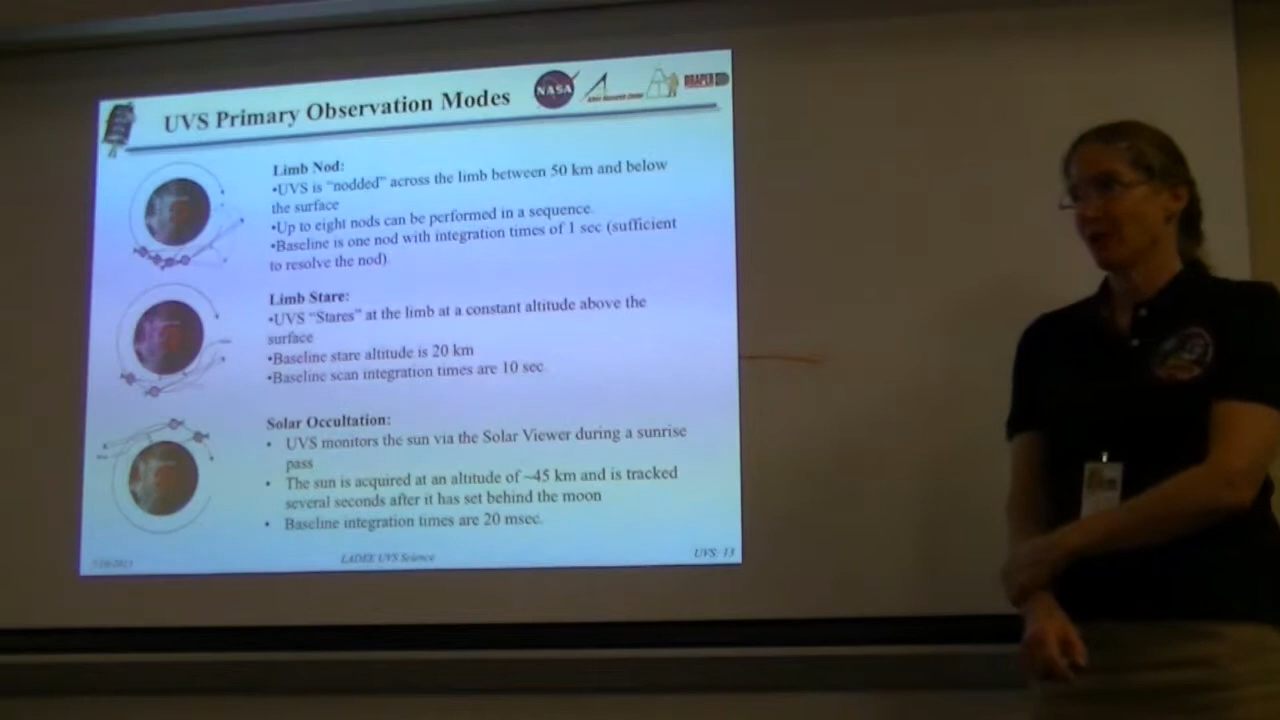 UVS Primary Observation Modes
NASA
DRAPER
Limb Nod:
•UVS is “nodded” across the limb between 50 km and below
the surface
•Up to eight nods can be performed in a sequence.
•Baseline is one nod with integration times of 1 sec (sufficient
to resolve the nod)
Limb Stare:
•UVS “Stares” at the limb at a constant altitude above the
surface
•Baseline stare altitude is 20 km
•Baseline scan integration times are 10 sec.
Solar Occultation:
• UVS monitors the sun via the Solar Viewer during a sunrise
pass
• The sun is acquired at an altitude of ~45 km and is tracked
several seconds after it has set behind the moon
• Baseline integration times are 20 msec.
LADEE UVS Science
UVS: 13